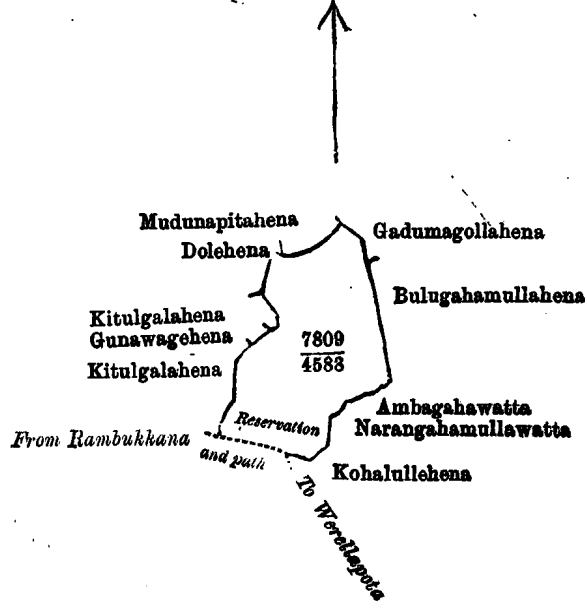 Mudunapitahena
Gadumagollahena
Dolehena
Bulugahamullahena
Kitulgalahena
Gunawagehena
7809
4588
Kitulgalahena
Ambagahawatta
Reservation
Narangahamullawatta
From Rambukkana
and path
Kohalullehena
To Werellapota